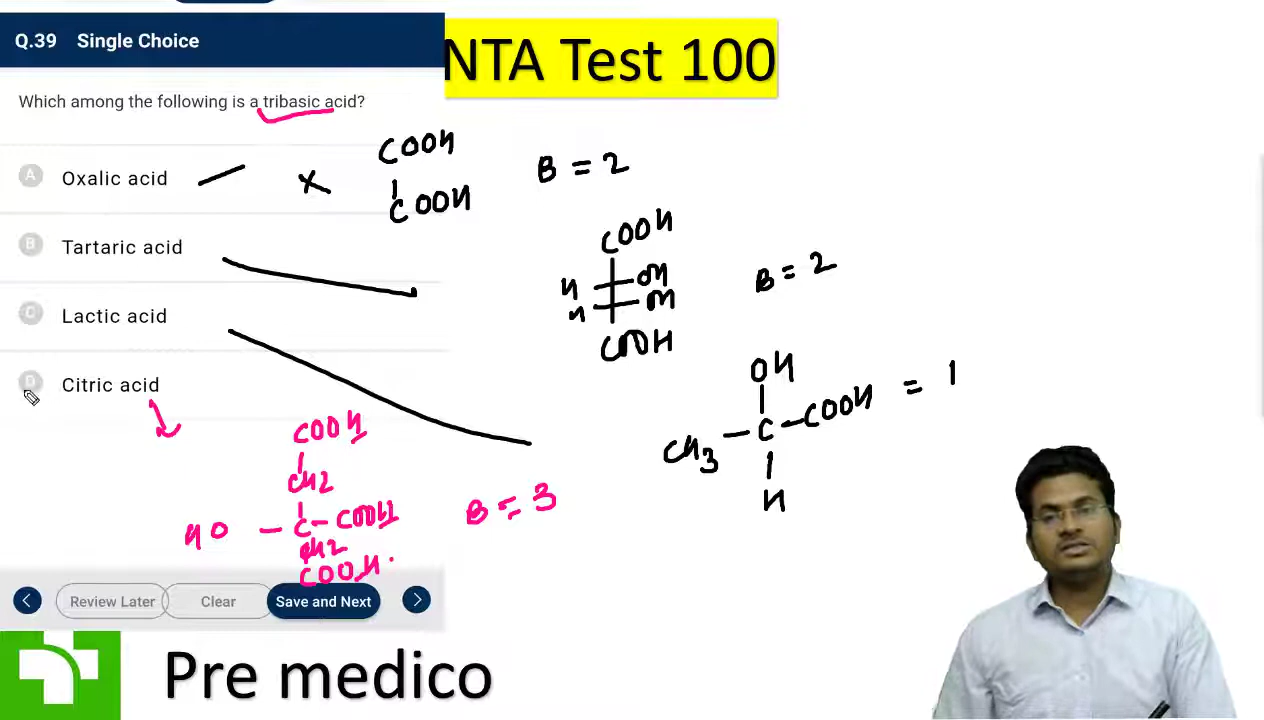 Q.39 Single Choice
NTA Test 100
Which among the following is a tribasic acid?
A Oxalic acid
COOH
COOH
B = 2
B Tartaric acid
COOH
H OH
H OH
COOH
B = 2
C Lactic acid
OH
CH3 - C - COOH = 1
H
D Citric acid
COOH
CH2
HO - C - COOH
CH2
COOH
B = 3
Review Later
Clear
Save and Next
Pre medico